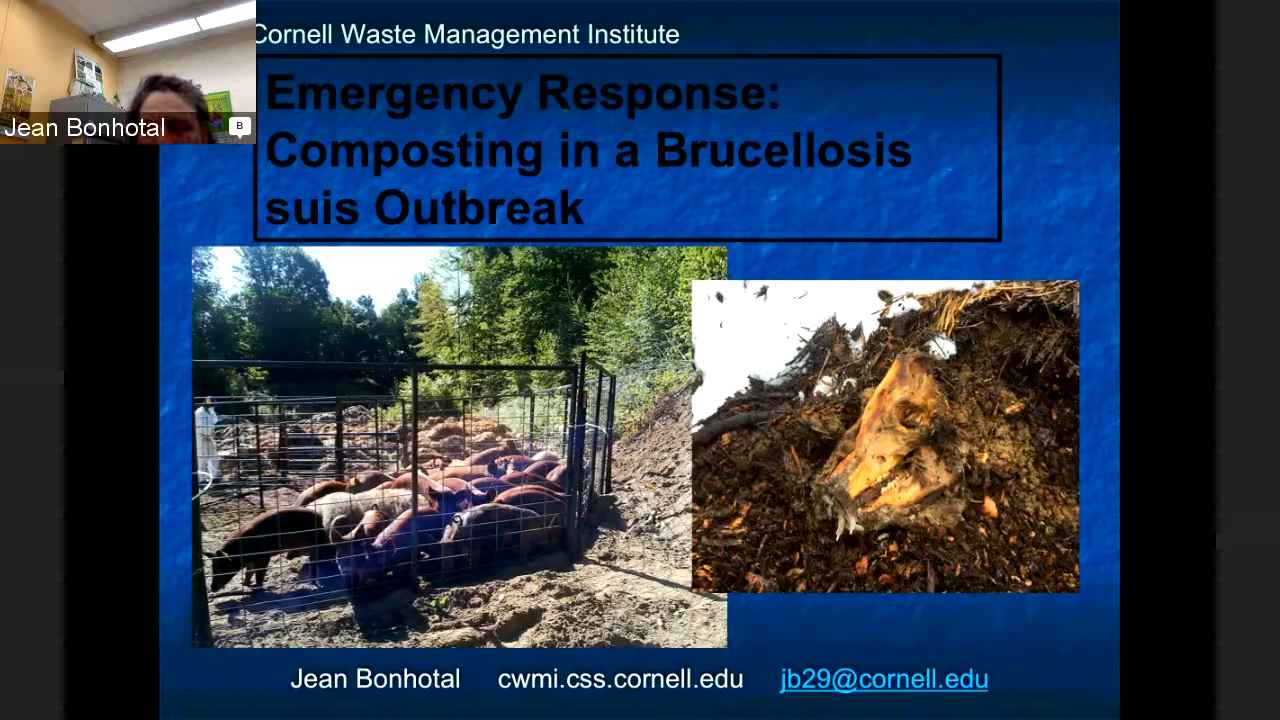 Cornell Waste Management Institute
Emergency Response:
Composting in a Brucellosis
suis Outbreak
Jean Bonhotal
B
Jean Bonhotal cwmi.css.cornell.edu jb29@cornell.edu